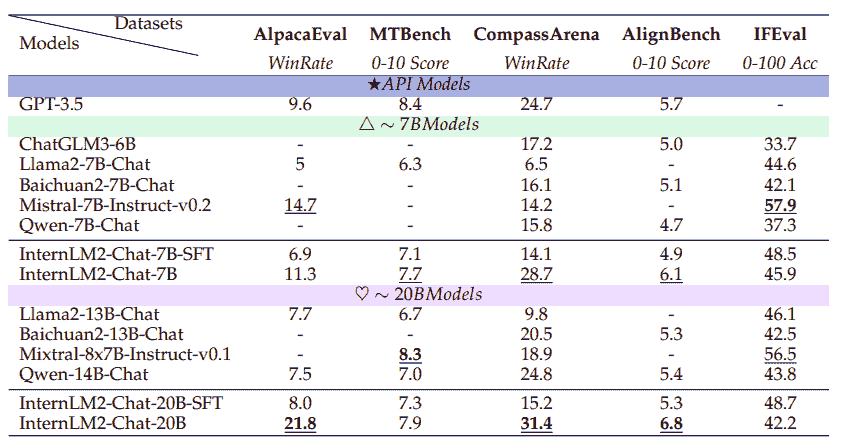 Datasets
Models
AlpacaEval MTBench CompassArena AlignBench IFEval
WinRate 0-10 Score WinRate 0-10 Score 0-100 Acc
★API Models
GPT-3.5 9.6 8.4 24.7 5.7 -
△ ∼ 7BModels
ChatGLM3-6B - - 17.2 5.0 33.7
Llama2-7B-Chat 5 6.3 6.5 - 44.6
Baichuan2-7B-Chat - - 16.1 5.1 42.1
Mistral-7B-Instruct-v0.2 14.7 - 14.2 - 57.9
Qwen-7B-Chat - - 15.8 4.7 37.3
InternLM2-Chat-7B-SFT 6.9 7.1 14.1 4.9 48.5
InternLM2-Chat-7B 11.3 7.7 28.7 6.1 45.9
♡ ∼ 20BModels
Llama2-13B-Chat 7.7 6.7 9.8 - 46.1
Baichuan2-13B-Chat - - 20.5 5.3 42.5
Mixtral-8x7B-Instruct-v0.1 - 8.3 18.9 - 56.5
Qwen-14B-Chat 7.5 7.0 24.8 5.4 43.8
InternLM2-Chat-20B-SFT 8.0 7.3 15.2 5.3 48.7
InternLM2-Chat-20B 21.8 7.9 31.4 6.8 42.2